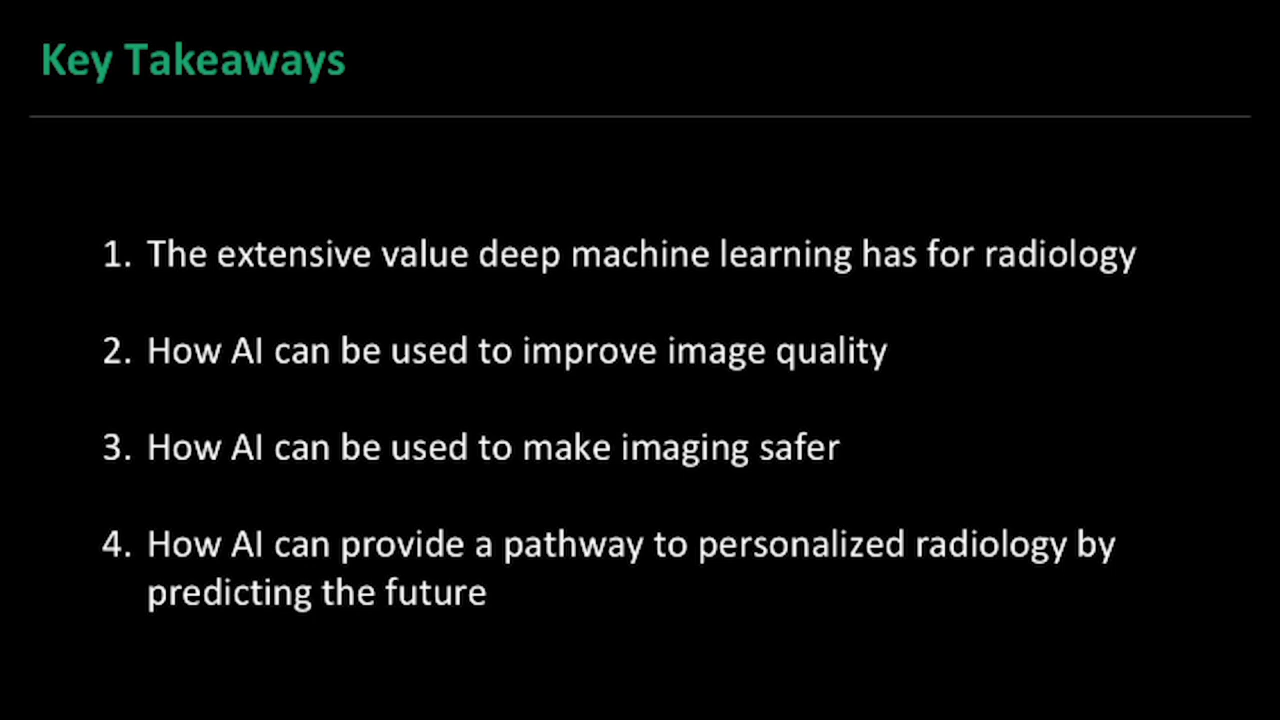 Key Takeaways
1. The extensive value deep machine learning has for radiology
2. How AI can be used to improve image quality
3. How AI can be used to make imaging safer
4. How AI can provide a pathway to personalized radiology by
predicting the future